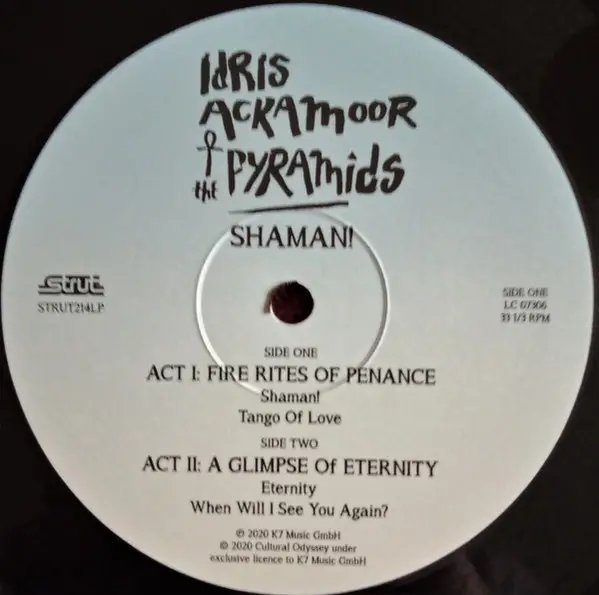 IdRIS
ACKAMOOR
☥
the PYRAMids
SHAMAN!
Strut
STRUT214LP
SIDE ONE
LC 07306
33 1/3 RPM
SIDE ONE
ACT I: FIRE RITES OF PENANCE
Shaman!
Tango Of Love
SIDE TWO
ACT II: A GLIMPSE Of ETERNITY
Eternity
When Will I See You Again?
℗ 2020 K7 Music GmbH
© 2020 Cultural Odyssey under
exclusive licence to K7 Music GmbH